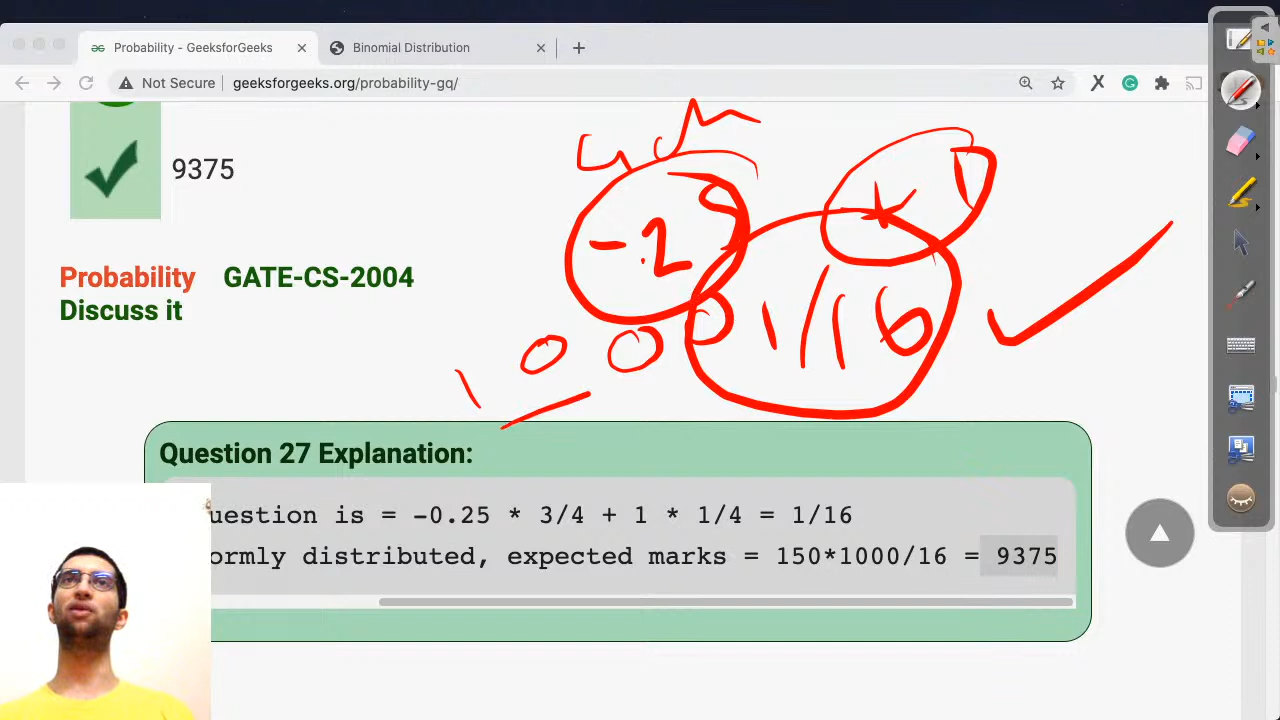 Probability - GeeksforGeeks
Binomial Distribution
Not Secure
geeksforgeeks.org/probability-gq/
9375
Probability GATE-CS-2004
Discuss it
1/16
Question 27 Explanation:
uestion is = -0.25 * 3/4 + 1 * 1/4 = 1/16
ormly distributed, expected marks = 150*1000/16 = 9375